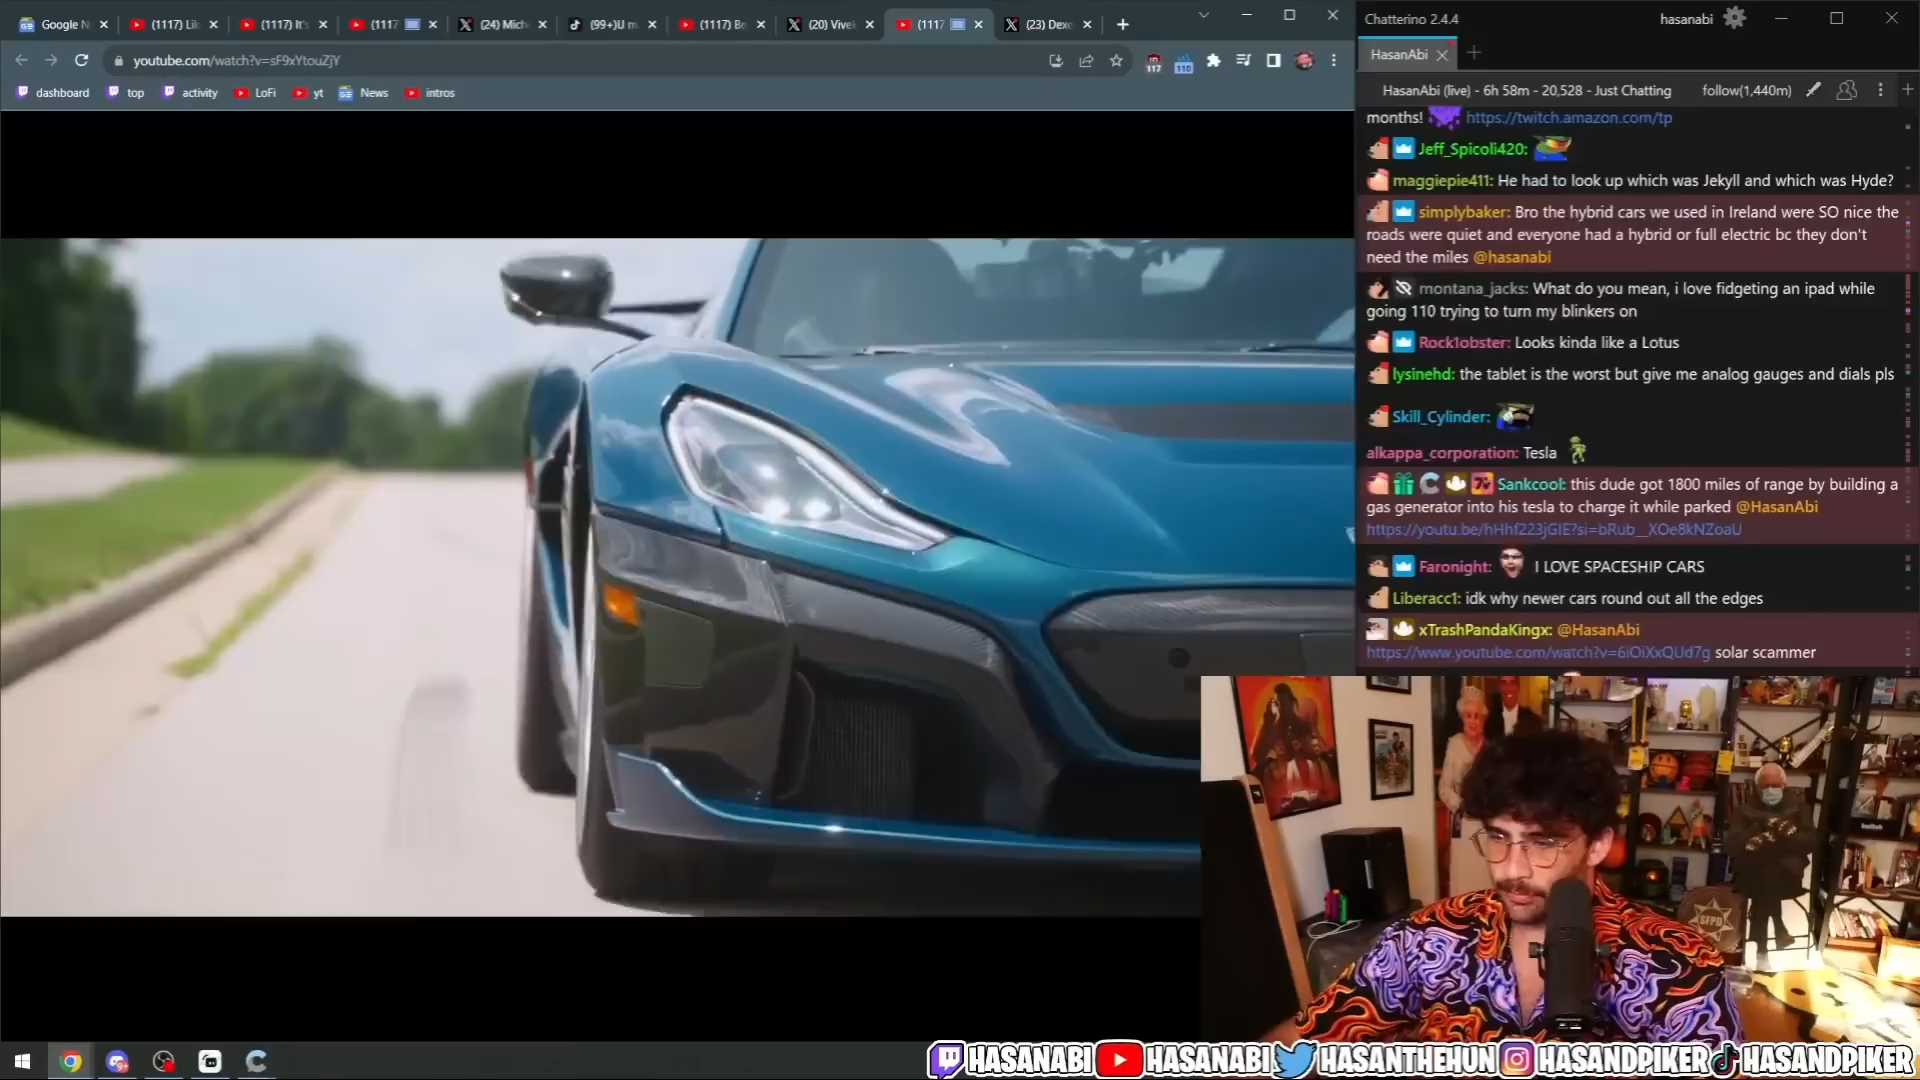 Google N
(1117) Lil
(1117) It's
(1117)
(24) Mich
(99+)U m
(1117) Be
(20) Vivel
(1117
(23) Dexe
youtube.com/watch?v=sF9xYtouZjY
117
110
dashboard
top
activity
LoFi
yt
News
intros
Chatterino 2.4.4
hasanabi
HasanAbi
HasanAbi (live) - 6h 58m - 20,528 - Just Chatting
follow(1,440m)
months! https://twitch.amazon.com/tp
Jeff_Spicoli420:
maggiepie411: He had to look up which was Jekyll and which was Hyde?
simplybaker: Bro the hybrid cars we used in Ireland were SO nice the
roads were quiet and everyone had a hybrid or full electric bc they don't
need the miles @hasanabi
montana_jacks: What do you mean, i love fidgeting an ipad while
going 110 trying to turn my blinkers on
Rock1obster: Looks kinda like a Lotus
lysinehd: the tablet is the worst but give me analog gauges and dials pls
Skill_Cylinder:
alkappa_corporation: Tesla
Sankcool: this dude got 1800 miles of range by building a
gas generator into his tesla to charge it while parked @HasanAbi
https://youtu.be/hHhf223jGIE?si=bRub__XOe8kNZoaU
Faronight: I LOVE SPACESHIP CARS
Liberacc1: idk why newer cars round out all the edges
xTrashPandaKingx: @HasanAbi
https://www.youtube.com/watch?v=6iOiXxQUd7g solar scammer
SFPD
HASANABI
HASANABI
HASANTHEHUN
HASANDPIKER
HASANDPIKER